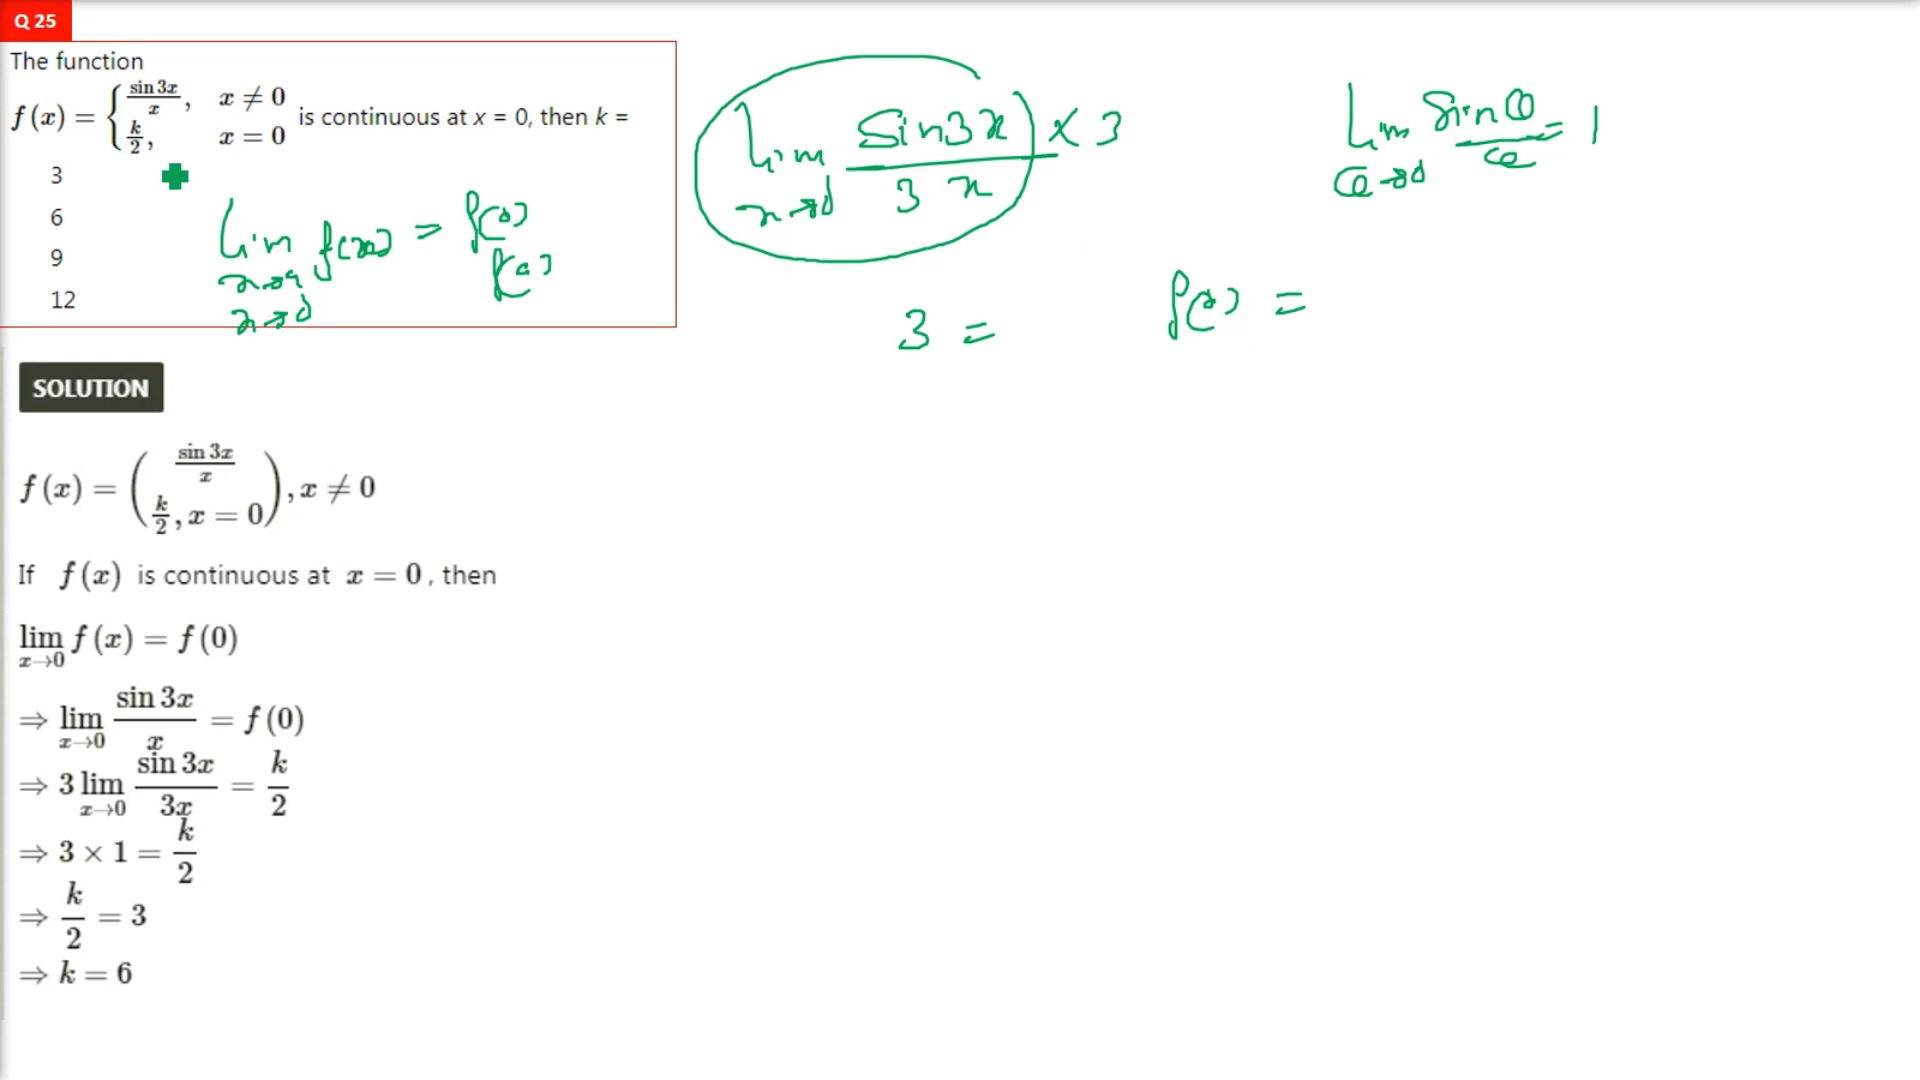 Q 25
The function
f(x) = { sin 3x / x, x ≠ 0
k/2, x = 0 is continuous at x = 0, then k =
3
6
9
12
lim f(x) = f(a)
x→a f(0)
x→0
lim x→0 sin3x / 3x × 3
lim θ→0 sinθ / θ = 1
3 =
f(0) =
SOLUTION
f(x) = ( sin 3x / x
k/2, x = 0 ), x ≠ 0
If f(x) is continuous at x = 0, then
lim x→0 f(x) = f(0)
⇒ lim x→0 sin 3x / x = f(0)
⇒ 3 lim x→0 sin 3x / 3x = k/2
⇒ 3 × 1 = k/2
⇒ k/2 = 3
⇒ k = 6